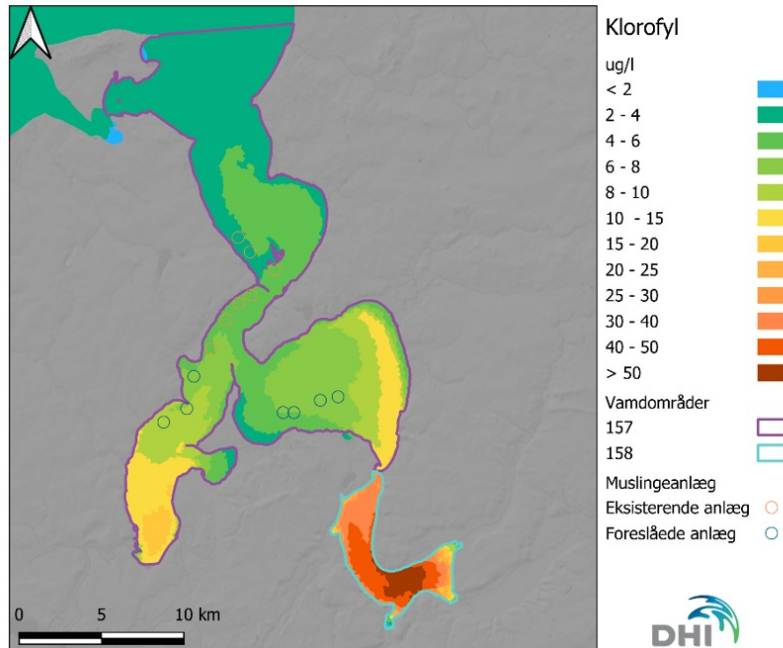 Klorofyl
ug/l
< 2
2 - 4
4 - 6
6 - 8
8 - 10
10 - 15
15 - 20
20 - 25
25 - 30
30 - 40
40 - 50
> 50
Vamdområder
157
158
Muslingeanlæg
Eksisterende anlæg
Foreslåede anlæg
0 5 10 km
DHI